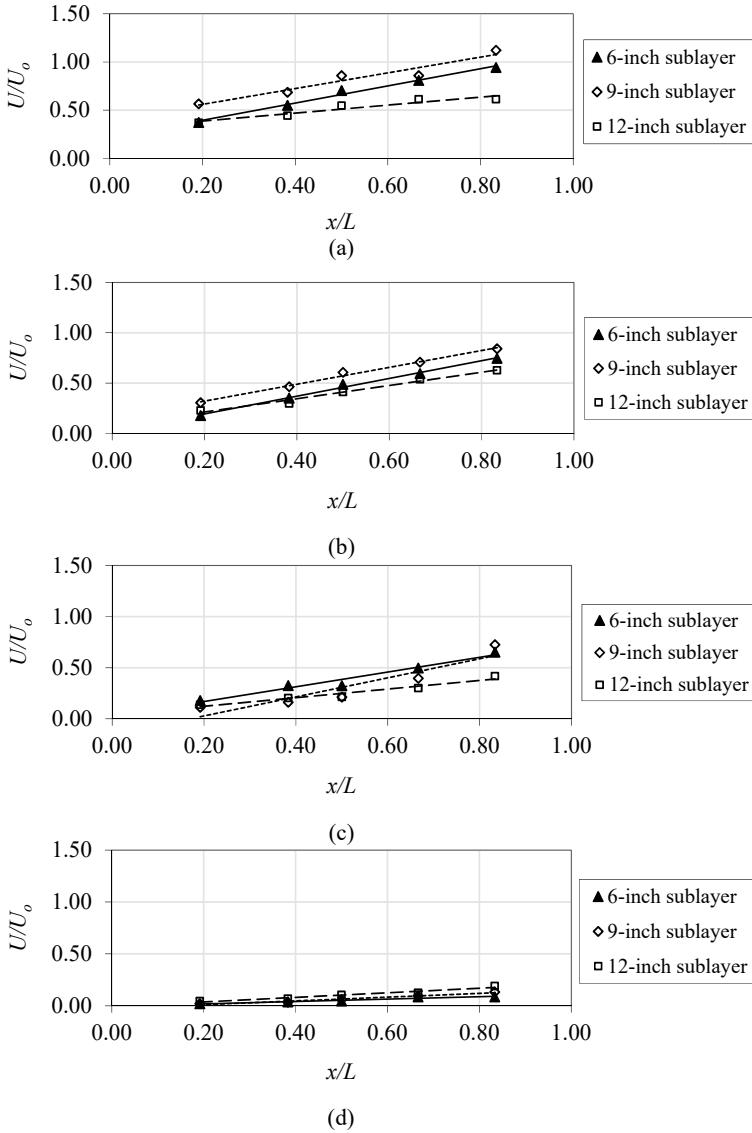 1.50
1.00
0.50
0.00
U/Uo
0.00 0.20 0.40 0.60 0.80 1.00
x/L
6-inch sublayer
9-inch sublayer
12-inch sublayer
(a)
1.50
1.00
0.50
0.00
U/Uo
0.00 0.20 0.40 0.60 0.80 1.00
x/L
6-inch sublayer
9-inch sublayer
12-inch sublayer
(b)
1.50
1.00
0.50
0.00
U/Uo
0.00 0.20 0.40 0.60 0.80 1.00
x/L
6-inch sublayer
9-inch sublayer
12-inch sublayer
(c)
1.50
1.00
0.50
0.00
U/Uo
0.00 0.20 0.40 0.60 0.80 1.00
x/L
6-inch sublayer
9-inch sublayer
12-inch sublayer
(d)